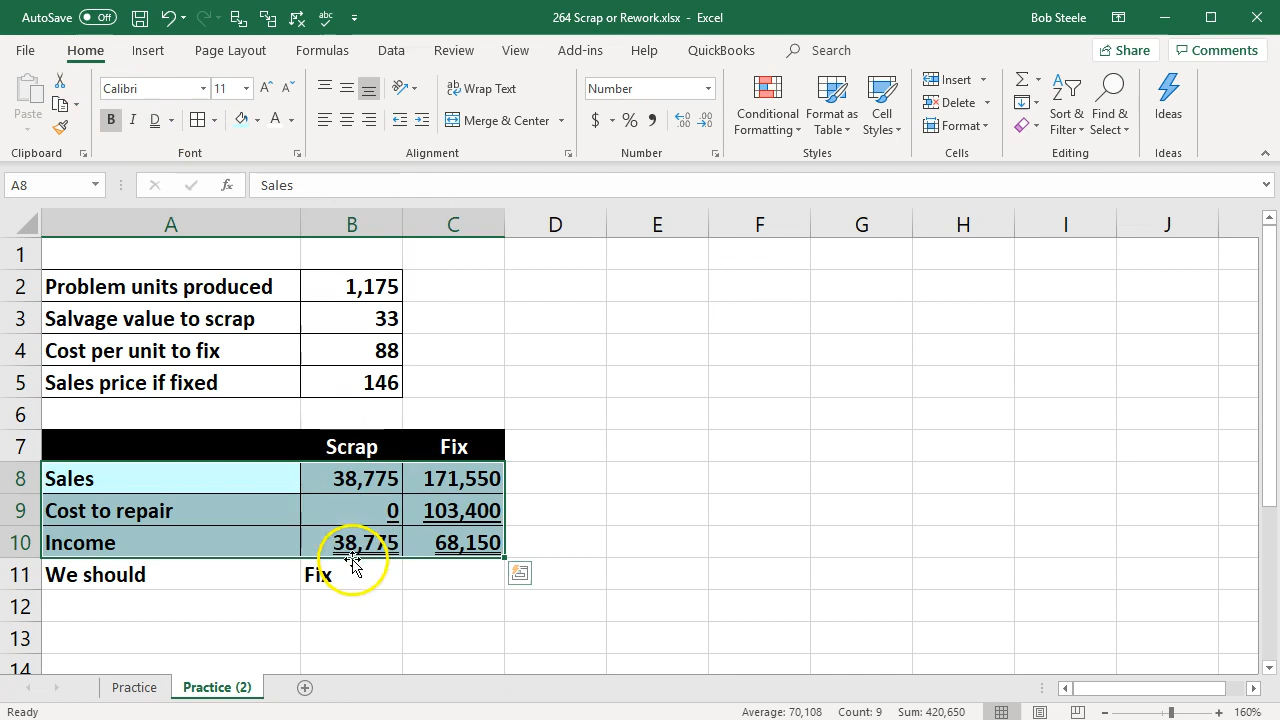 AutoSave Off 264 Scrap or Rework.xlsx - Excel Bob Steele
File Home Insert Page Layout Formulas Data Review View Add-ins Help QuickBooks Search Share Comments
Paste
Calibri 11
Wrap Text
Merge & Center
Number
Conditional Formatting
Format as Table
Cell Styles
Insert
Delete
Format
Sort & Filter
Find & Select
Ideas
Clipboard Font Alignment Number Styles Cells Editing Ideas
A8 fx Sales
A B C D E F G H I J
1
2 Problem units produced 1,175
3 Salvage value to scrap 33
4 Cost per unit to fix 88
5 Sales price if fixed 146
6
7 Scrap Fix
8 Sales 38,775 171,550
9 Cost to repair 0 103,400
10 Income 38,775 68,150
11 We should Fix
12
13
14
Practice Practice (2)
Ready Average: 70,108 Count: 9 Sum: 420,650 160%